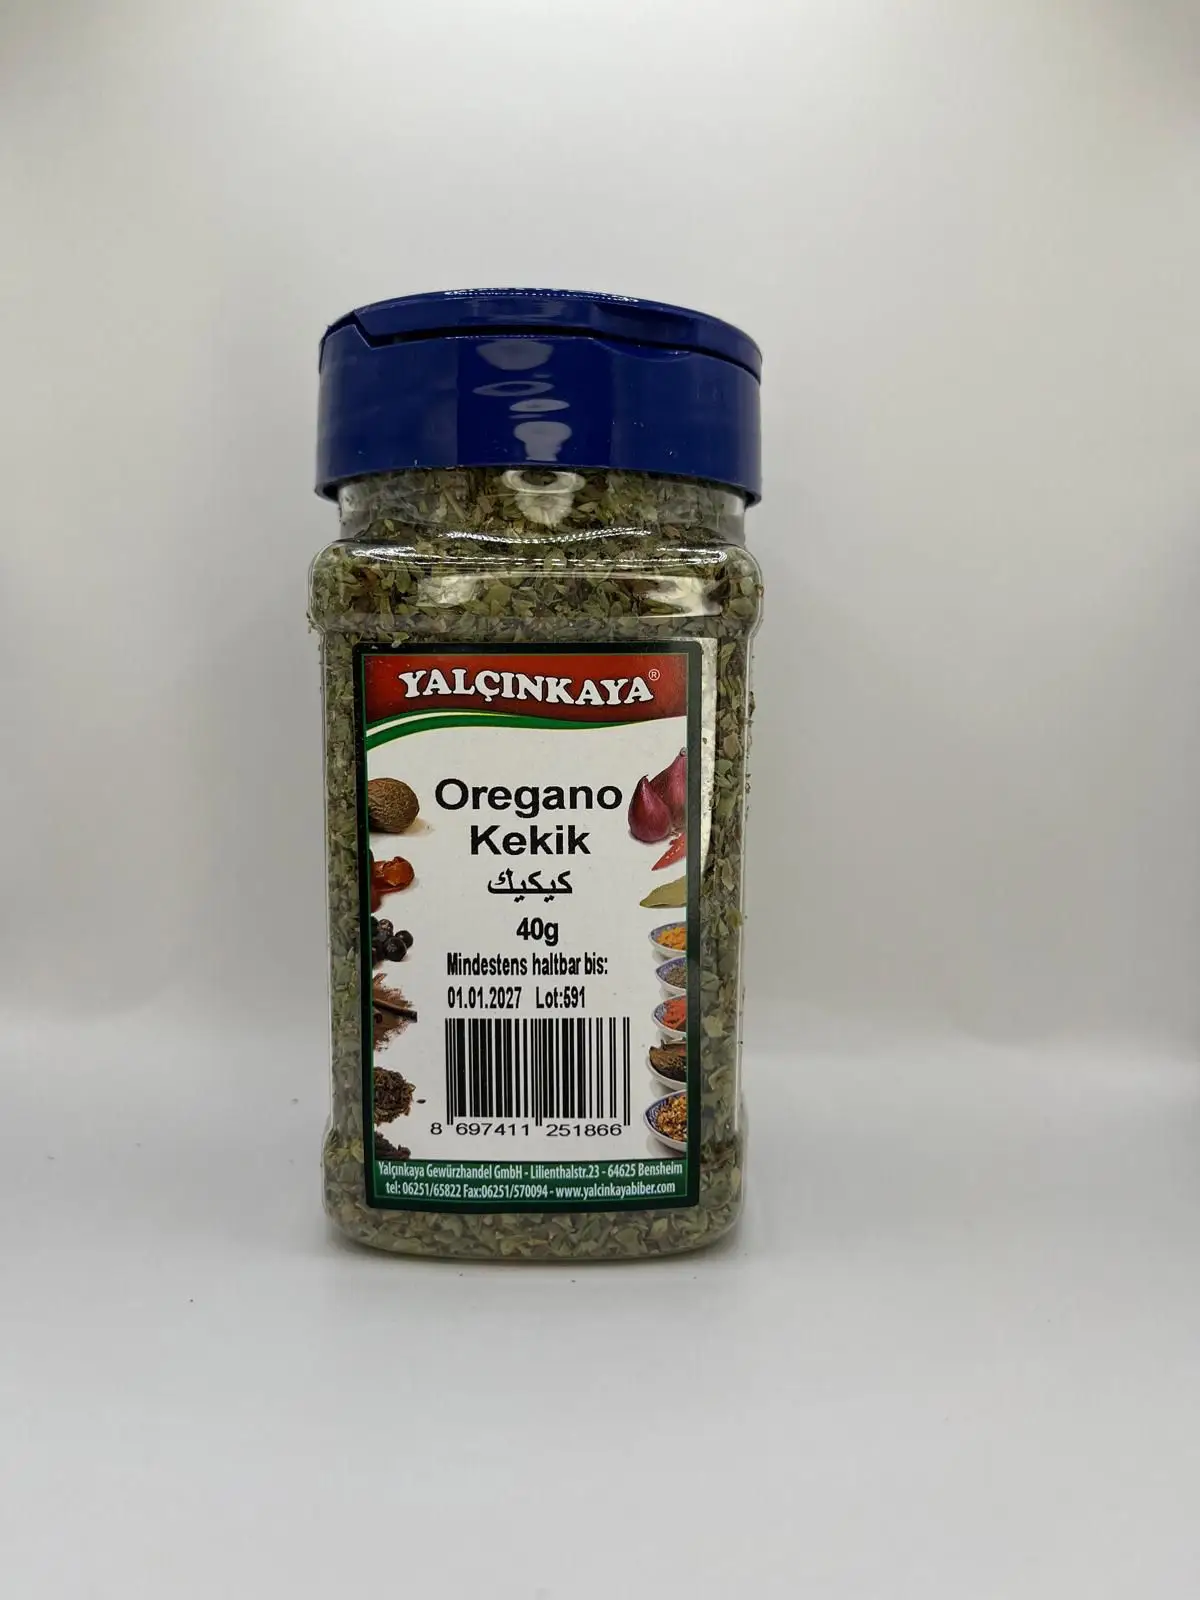 YALÇINKAYA®
Oregano
Kekik
كيكيك
40g
Mindestens haltbar bis:
01.01.2027 Lot:591
8 697411 251866
Yalçınkaya Gewürzhandel GmbH - Lilienthalstr.23 - 64625 Bensheim
tel: 06251/65822 Fax:06251/570094 - www.yalcinkayabiber.com